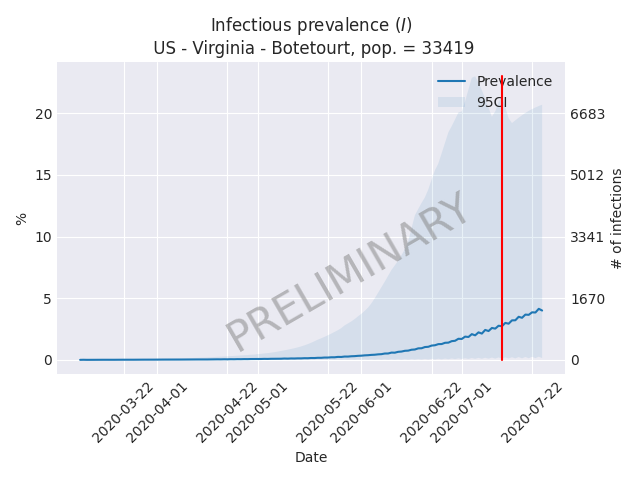 Infectious prevalence (I)
US - Virginia - Botetourt, pop. = 33419
Prevalence
95CI
20
15
10
5
0
%
6683
5012
3341
1670
0
# of infections
PRELIMINARY
2020-03-22
2020-04-01
2020-04-22
2020-05-01
2020-05-22
2020-06-01
2020-06-22
2020-07-01
2020-07-22
Date